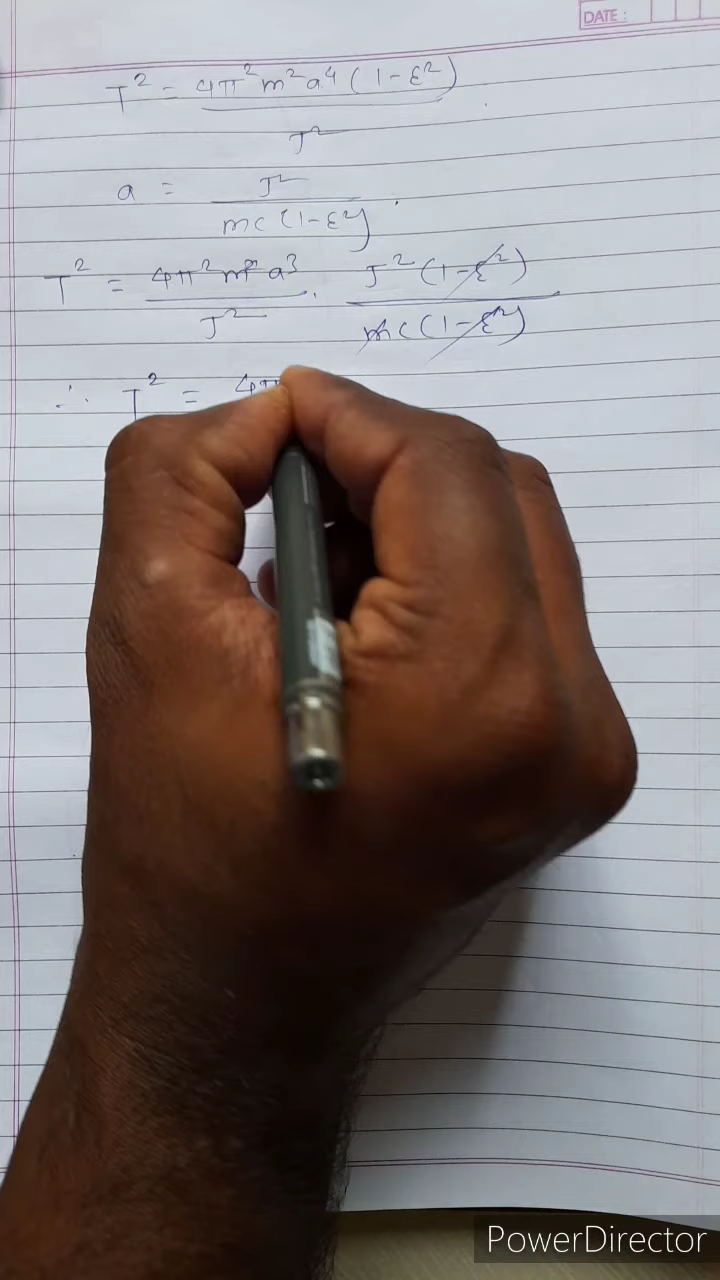 DATE :
T² = 4π²m²a⁴ (1-ε²) / J²
a = J² / mc (1-ε²) .
T² = 4π²m²a³ / J² . J² (1-ε²) / mc (1-ε²)
∴ T² = 4π
PowerDirector